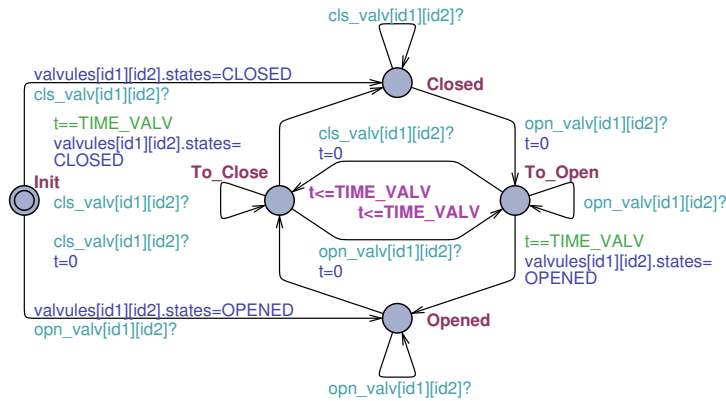 cls_valv[id1][id2]?
valvules[id1][id2].states=CLOSED
Closed
cls_valv[id1][id2]?
t==TIME_VALV
valvules[id1][id2].states=
CLOSED
cls_valv[id1][id2]?
t=0
opn_valv[id1][id2]?
t=0
To_Close
To_Open
Init
t<=TIME_VALV
t<=TIME_VALV
cls_valv[id1][id2]?
opn_valv[id1][id2]?
cls_valv[id1][id2]?
t=0
opn_valv[id1][id2]?
t=0
t==TIME_VALV
valvules[id1][id2].states=
OPENED
valvules[id1][id2].states=OPENED
opn_valv[id1][id2]?
Opened
opn_valv[id1][id2]?